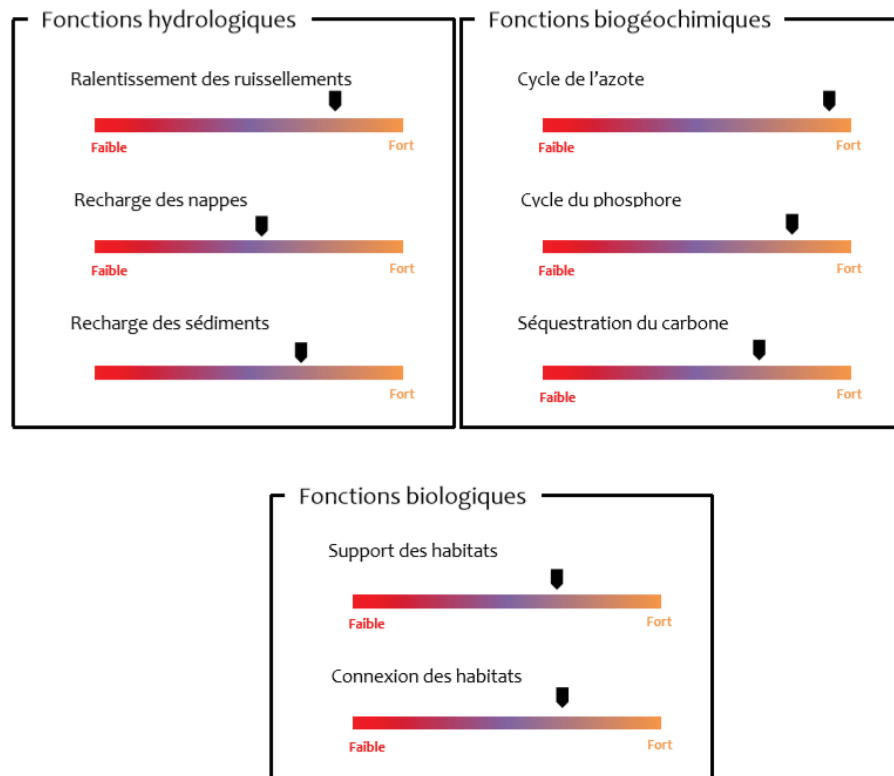 Fonctions hydrologiques
Ralentissement des ruissellements
Faible
Fort
Recharge des nappes
Faible
Fort
Recharge des sédiments
Fort
Fonctions biogéochimiques
Cycle de l'azote
Faible
Fort
Cycle du phosphore
Faible
Fort
Séquestration du carbone
Faible
Fort
Fonctions biologiques
Support des habitats
Faible
Fort
Connexion des habitats
Faible
Fort